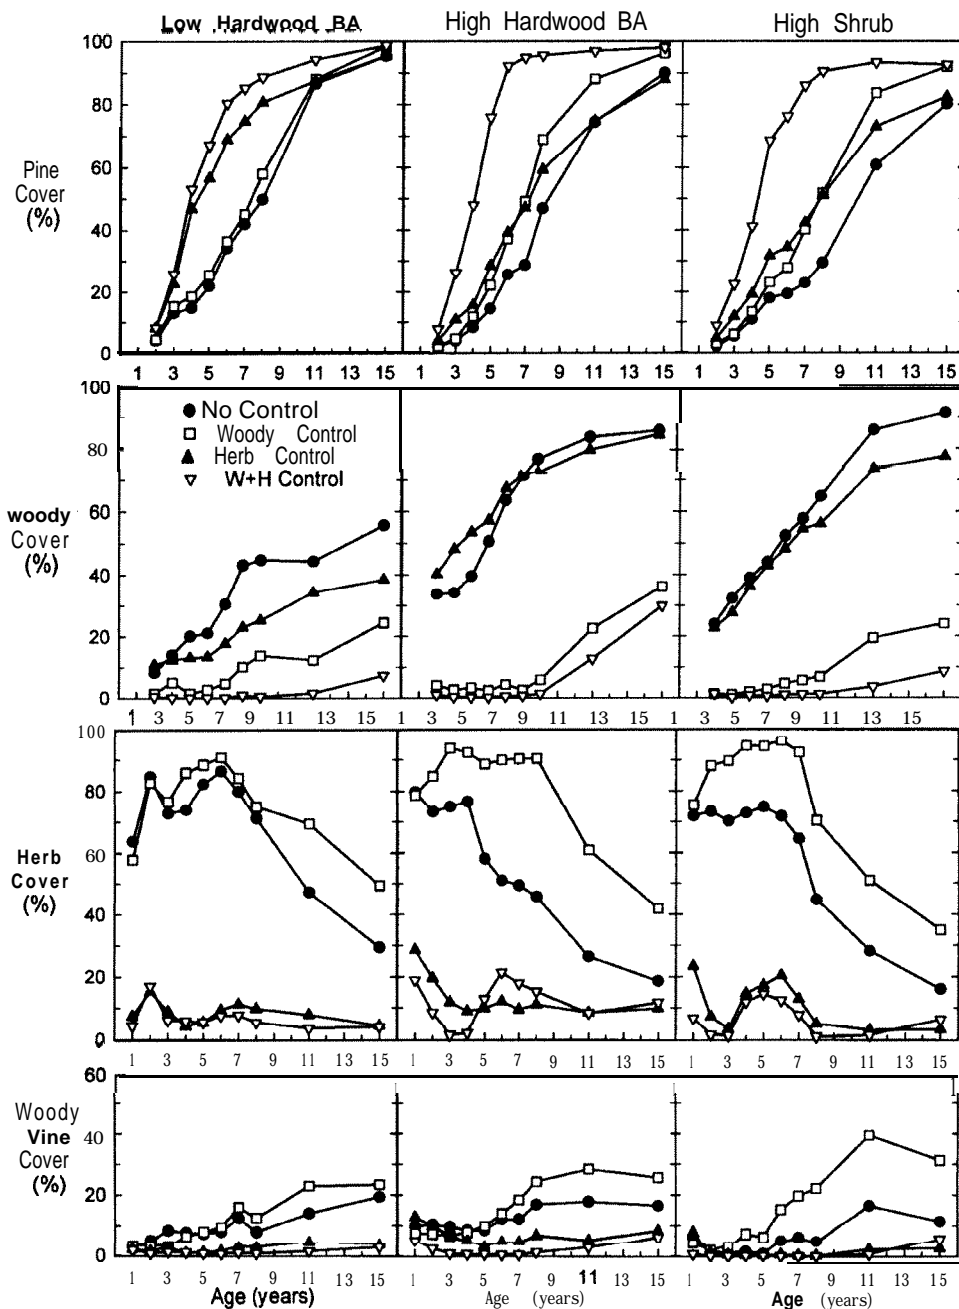 Low Hardwood BA High Hardwood BA High Shrub
100
80
60
40
20
0
Pine
Cover
(%)
1 3 5 7 9 11 13 15 1 3 5 7 9 11 13 15 1 3 5 7 9 11 13 15
100
80
60
40
20
0
woody
Cover
(%)
No Control
Woody Control
Herb Control
W+H Control
1 3 5 7 9 11 13 15 1 3 5 7 9 11 13 15 1 3 5 7 9 11 13 15
100
80
60
40
20
0
Herb
Cover
(%)
1 3 5 7 9 11 13 15 1 3 5 7 9 11 13 15 1 3 5 7 9 11 13 15
60
40
20
0
Woody
Vine
Cover
(%)
1 3 5 7 9 11 13 15 1 3 5 7 9 11 13 15 1 3 5 7 9 11 13 15
Age (years) Age (years) Age (years)